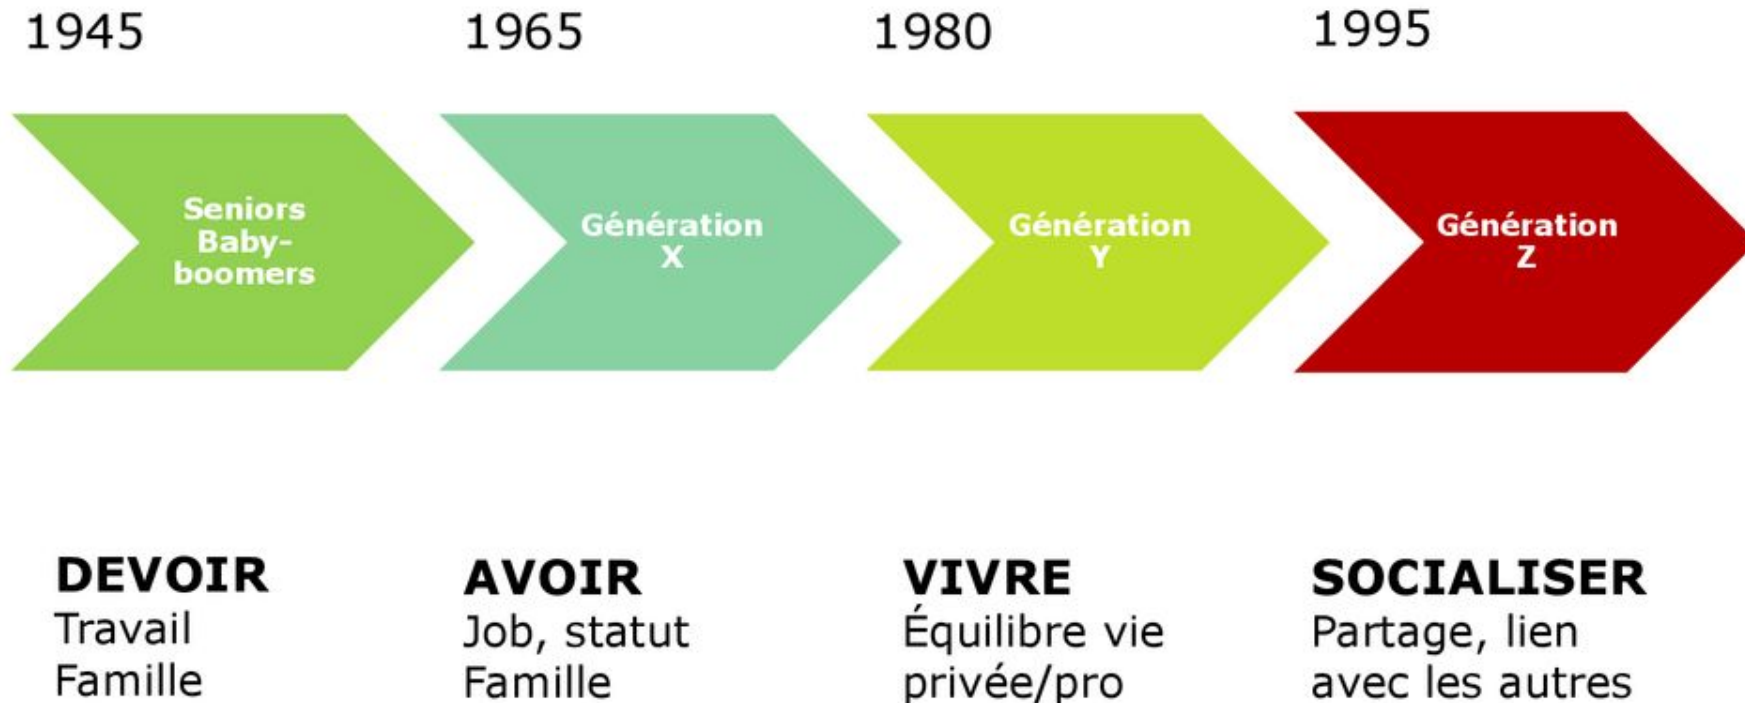 1945
1965
1980
1995
Seniors
Baby-
boomers
Génération
X
Génération
Y
Génération
Z
DEVOIR
Travail
Famille
AVOIR
Job, statut
Famille
VIVRE
Équilibre vie
privée/pro
SOCIALISER
Partage, lien
avec les autres